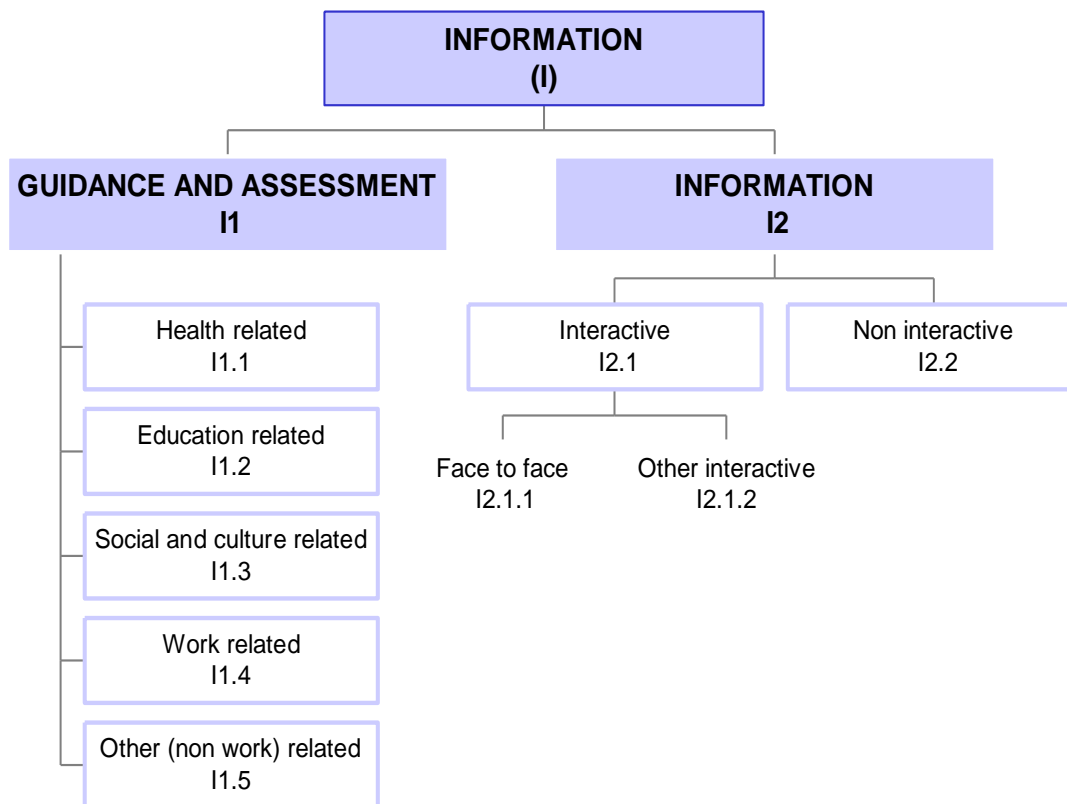 INFORMATION
(I)
GUIDANCE AND ASSESSMENT
I1
INFORMATION
I2
Health related
I1.1
Education related
I1.2
Social and culture related
I1.3
Work related
I1.4
Other (non work) related
I1.5
Interactive
I2.1
Non interactive
I2.2
Face to face
I2.1.1
Other interactive
I2.1.2